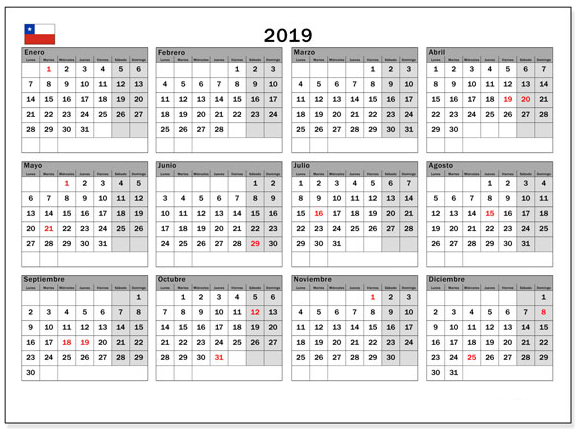 2019
Enero
Lunes Martes Miércoles Jueves Viernes Sábado Domingo
1 2 3 4 5 6
7 8 9 10 11 12 13
14 15 16 17 18 19 20
21 22 23 24 25 26 27
28 29 30 31
Febrero
Lunes Martes Miércoles Jueves Viernes Sábado Domingo
1 2 3
4 5 6 7 8 9 10
11 12 13 14 15 16 17
18 19 20 21 22 23 24
25 26 27 28
Marzo
Lunes Martes Miércoles Jueves Viernes Sábado Domingo
1 2 3
4 5 6 7 8 9 10
11 12 13 14 15 16 17
18 19 20 21 22 23 24
25 26 27 28 29 30 31
Abril
Lunes Martes Miércoles Jueves Viernes Sábado Domingo
1 2 3 4 5 6 7
8 9 10 11 12 13 14
15 16 17 18 19 20 21
22 23 24 25 26 27 28
29 30
Mayo
Lunes Martes Miércoles Jueves Viernes Sábado Domingo
1 2 3 4 5
6 7 8 9 10 11 12
13 14 15 16 17 18 19
20 21 22 23 24 25 26
27 28 29 30 31
Junio
Lunes Martes Miércoles Jueves Viernes Sábado Domingo
1 2
3 4 5 6 7 8 9
10 11 12 13 14 15 16
17 18 19 20 21 22 23
24 25 26 27 28 29 30
Julio
Lunes Martes Miércoles Jueves Viernes Sábado Domingo
1 2 3 4 5 6 7
8 9 10 11 12 13 14
15 16 17 18 19 20 21
22 23 24 25 26 27 28
29 30 31
Agosto
Lunes Martes Miércoles Jueves Viernes Sábado Domingo
1 2 3 4
5 6 7 8 9 10 11
12 13 14 15 16 17 18
19 20 21 22 23 24 25
26 27 28 29 30 31
Septiembre
Lunes Martes Miércoles Jueves Viernes Sábado Domingo
1
2 3 4 5 6 7 8
9 10 11 12 13 14 15
16 17 18 19 20 21 22
23 24 25 26 27 28 29
30
Octubre
Lunes Martes Miércoles Jueves Viernes Sábado Domingo
1 2 3 4 5 6
7 8 9 10 11 12 13
14 15 16 17 18 19 20
21 22 23 24 25 26 27
28 29 30 31
Noviembre
Lunes Martes Miércoles Jueves Viernes Sábado Domingo
1 2 3
4 5 6 7 8 9 10
11 12 13 14 15 16 17
18 19 20 21 22 23 24
25 26 27 28 29 30
Diciembre
Lunes Martes Miércoles Jueves Viernes Sábado Domingo
1
2 3 4 5 6 7 8
9 10 11 12 13 14 15
16 17 18 19 20 21 22
23 24 25 26 27 28 29
30 31